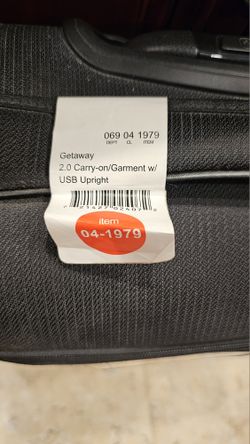 069 04 1979
DEPT CL ITEM
Getaway
2.0 Carry-on/Garment w/
USB Upright
item
04-1979